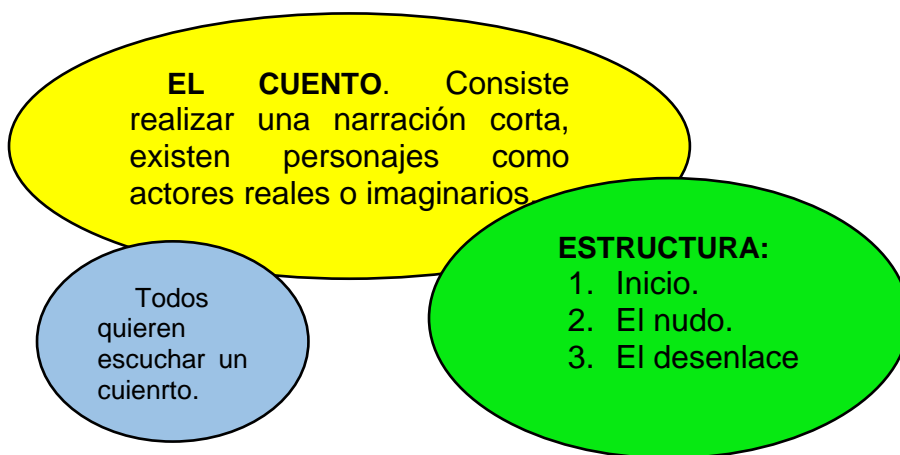 EL CUENTO. Consiste
realizar una narración corta,
existen personajes como
actores reales o imaginarios.
ESTRUCTURA:
1. Inicio.
2. El nudo.
3. El desenlace
Todos
quieren
escuchar un
cuienrto.